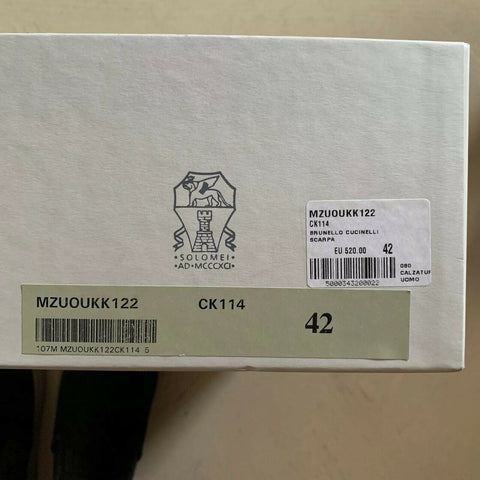 •SOLOMEI•
•AD•MCCCXCI•
MZUOUKK122
CK114
BRUNELLO CUCINELLI
SCARPA
EU 520.00 42
080
CALZATUR
UOMO
5000343200022
MZUOUKK122 CK114 42
107M MZUOUKK122CK114 5